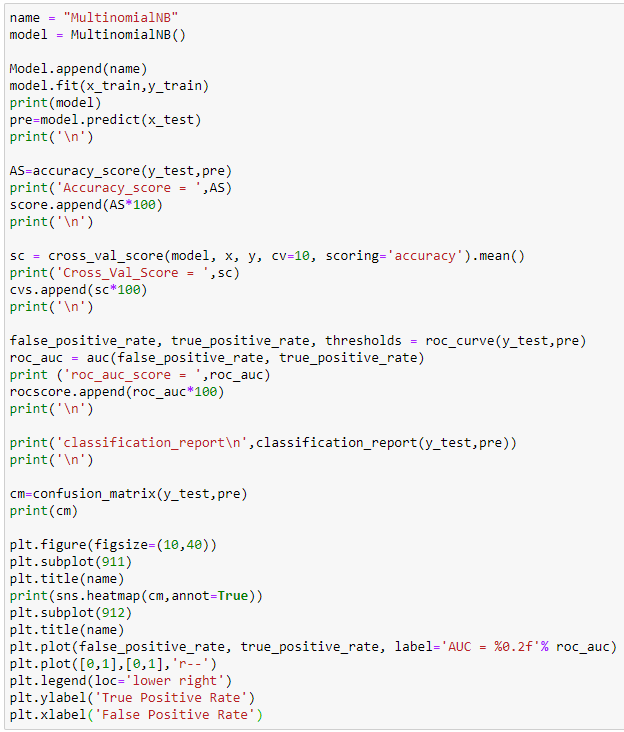 name = "MultinomialNB"
model = MultinomialNB()
Model.append(name)
model.fit(x_train,y_train)
print(model)
pre=model.predict(x_test)
print('\n')
AS=accuracy_score(y_test,pre)
print('Accuracy_score = ',AS)
score.append(AS*100)
print('\n')
sc = cross_val_score(model, x, y, cv=10, scoring='accuracy').mean()
print('Cross_Val_Score = ',sc)
cvs.append(sc*100)
print('\n')
false_positive_rate, true_positive_rate, thresholds = roc_curve(y_test,pre)
roc_auc = auc(false_positive_rate, true_positive_rate)
print ('roc_auc_score = ',roc_auc)
rocscore.append(roc_auc*100)
print('\n')
print('classification_report\n',classification_report(y_test,pre))
print('\n')
cm=confusion_matrix(y_test,pre)
print(cm)
plt.figure(figsize=(10,40))
plt.subplot(911)
plt.title(name)
print(sns.heatmap(cm,annot=True))
plt.subplot(912)
plt.title(name)
plt.plot(false_positive_rate, true_positive_rate, label='AUC = %0.2f'% roc_auc)
plt.plot([0,1],[0,1],'r--')
plt.legend(loc='lower right')
plt.ylabel('True Positive Rate')
plt.xlabel('False Positive Rate')